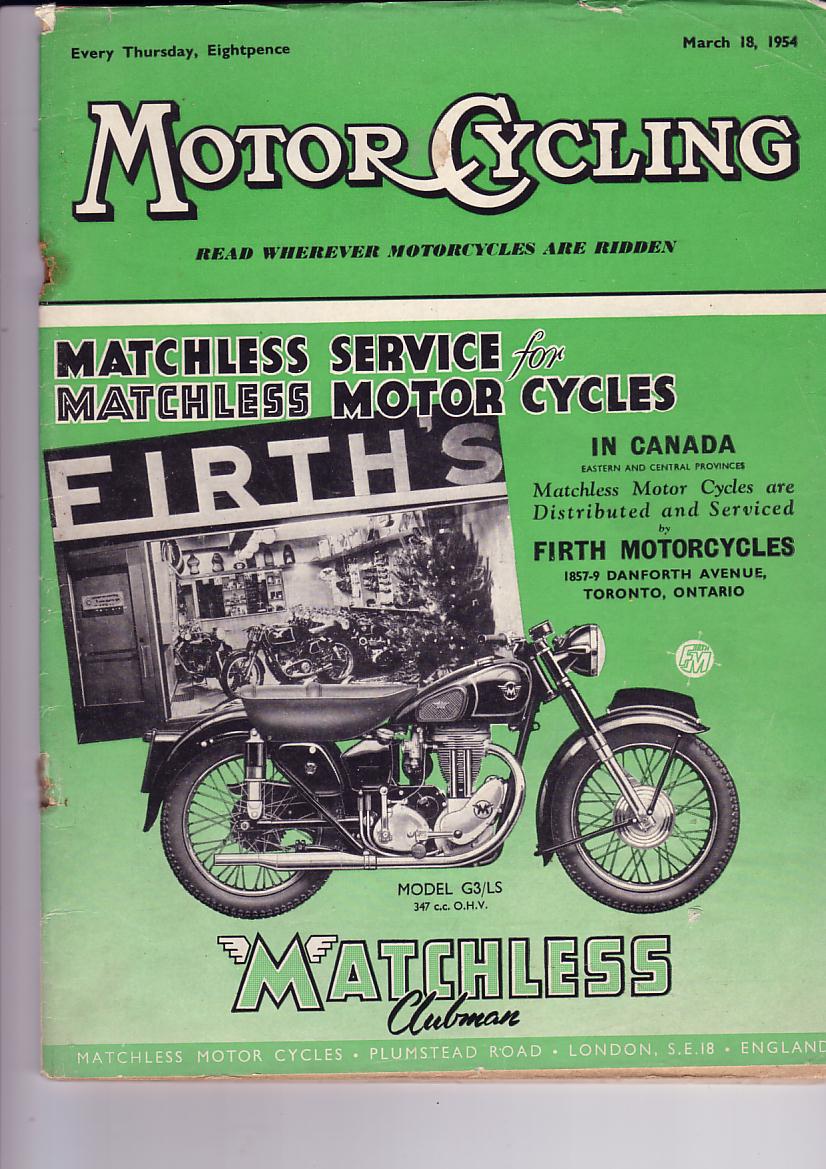 Every Thursday, Eightpence
March 18, 1954
MOTOR CYCLING
READ WHEREVER MOTORCYCLES ARE RIDDEN
MATCHLESS SERVICE for
MATCHLESS MOTOR CYCLES
FIRTH'S
IN CANADA
EASTERN AND CENTRAL PROVINCES
Matchless Motor Cycles are
Distributed and Serviced
by
FIRTH MOTORCYCLES
1857-9 DANFORTH AVENUE,
TORONTO, ONTARIO
FM
M
M
MODEL G3/LS
347 c.c. O.H.V.
MATCHLESS
Clubman
MATCHLESS MOTOR CYCLES • PLUMSTEAD ROAD • LONDON, S.E.18 • ENGLAND